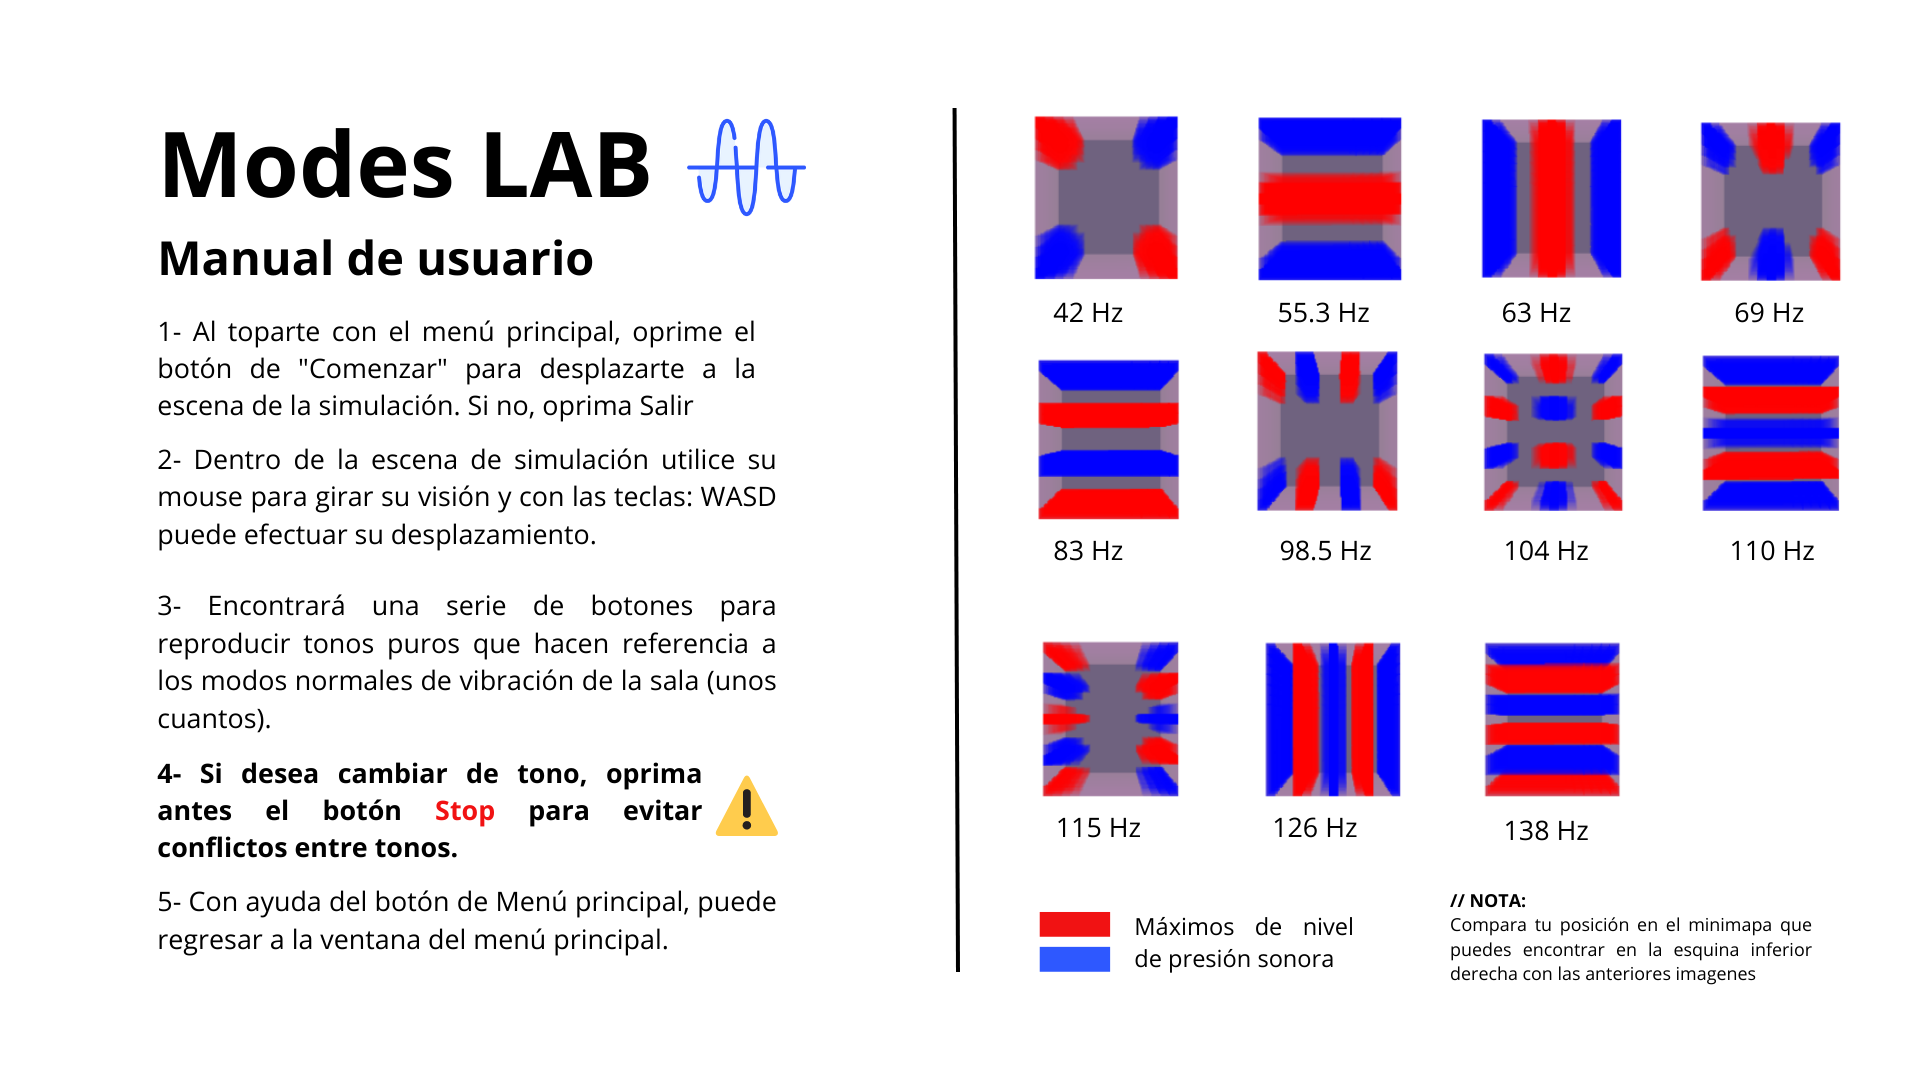 Modes LAB
Manual de usuario
1- Al toparte con el menú principal, oprime el
botón de "Comenzar" para desplazarte a la
escena de la simulación. Si no, oprima Salir
2- Dentro de la escena de simulación utilice su
mouse para girar su visión y con las teclas: WASD
puede efectuar su desplazamiento.
3- Encontrará una serie de botones para
reproducir tonos puros que hacen referencia a
los modos normales de vibración de la sala (unos
cuantos).
4- Si desea cambiar de tono, oprima
antes el botón Stop para evitar
conflictos entre tonos.
5- Con ayuda del botón de Menú principal, puede
regresar a la ventana del menú principal.
42 Hz
55.3 Hz
63 Hz
69 Hz
83 Hz
98.5 Hz
104 Hz
110 Hz
115 Hz
126 Hz
138 Hz
Máximos de nivel
de presión sonora
// NOTA:
Compara tu posición en el minimapa que
puedes encontrar en la esquina inferior
derecha con las anteriores imagenes